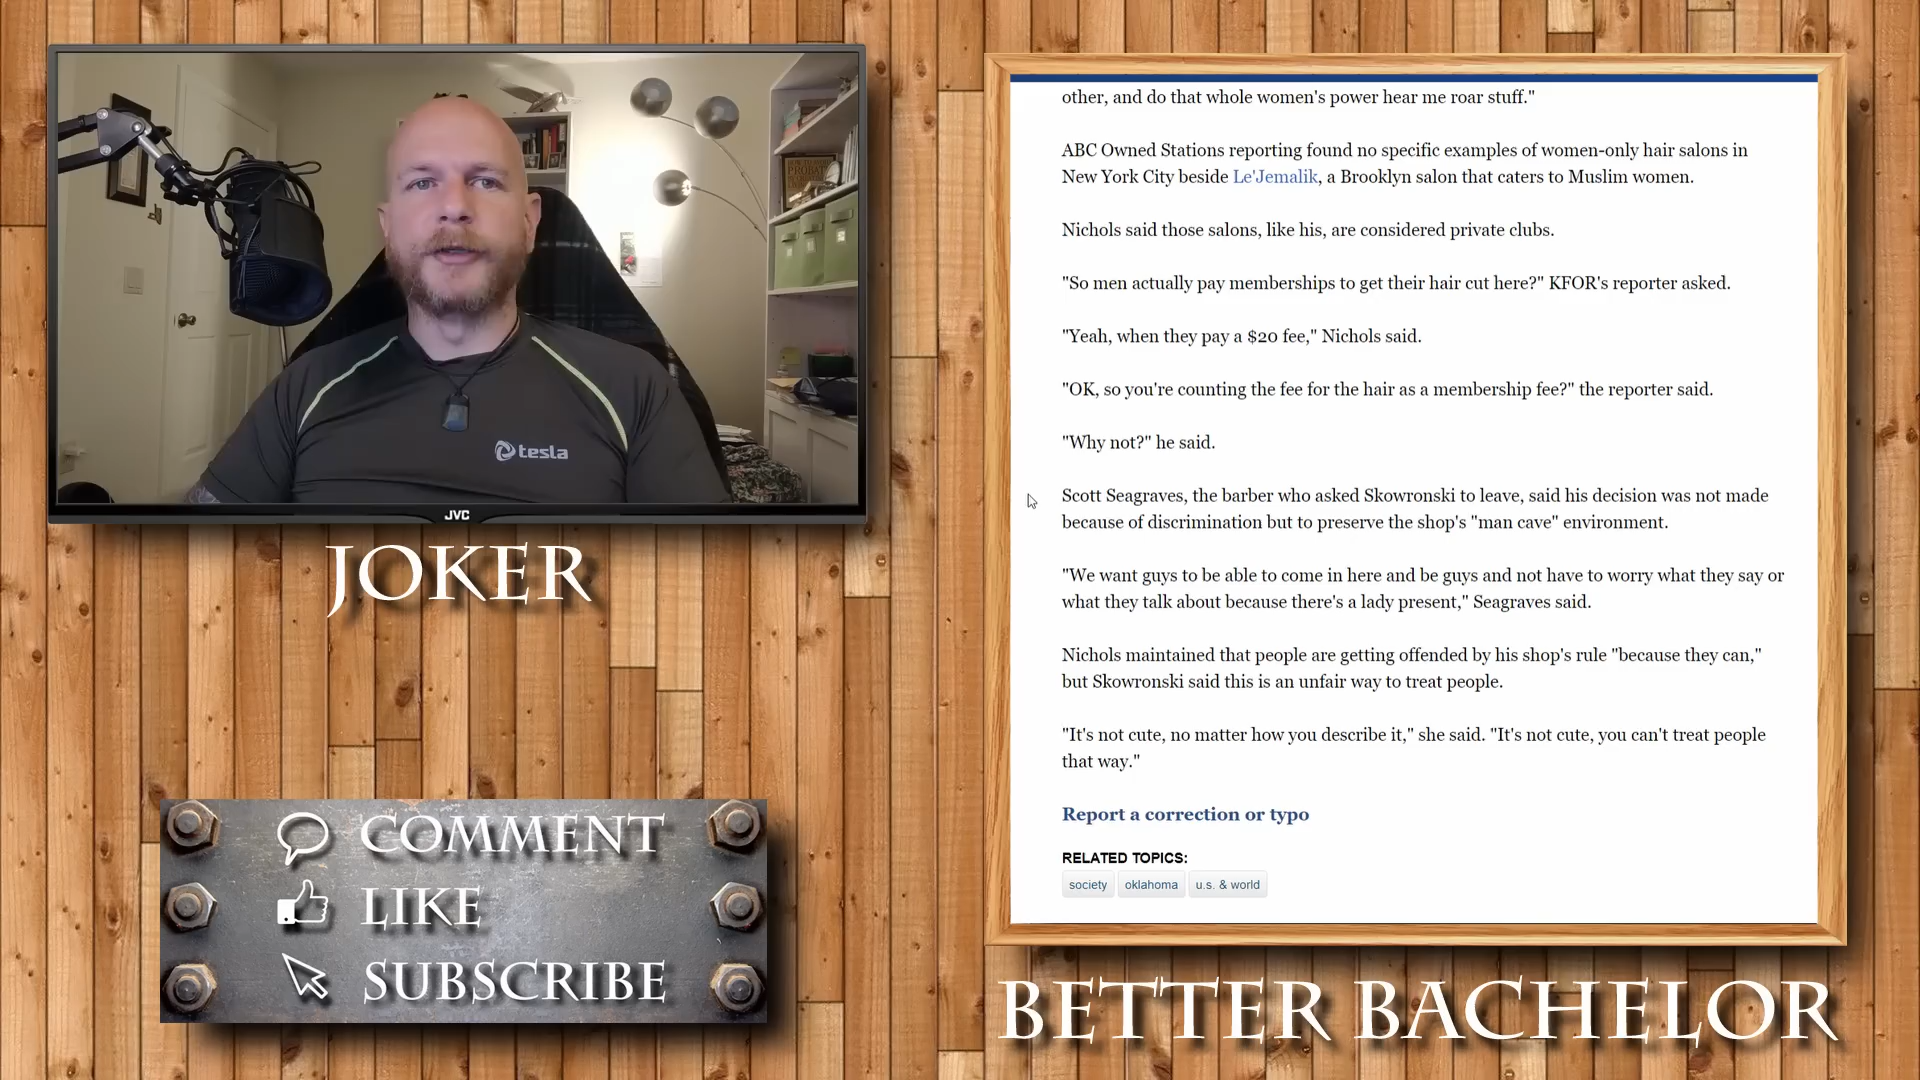 tesla
JVC
JOKER
COMMENT
LIKE
SUBSCRIBE
other, and do that whole women's power hear me roar stuff."
ABC Owned Stations reporting found no specific examples of women-only hair salons in
New York City beside Le'Jemalik, a Brooklyn salon that caters to Muslim women.
Nichols said those salons, like his, are considered private clubs.
"So men actually pay memberships to get their hair cut here?" KFOR's reporter asked.
"Yeah, when they pay a $20 fee," Nichols said.
"OK, so you're counting the fee for the hair as a membership fee?" the reporter said.
"Why not?" he said.
Scott Seagraves, the barber who asked Skowronski to leave, said his decision was not made
because of discrimination but to preserve the shop's "man cave" environment.
"We want guys to be able to come in here and be guys and not have to worry what they say or
what they talk about because there's a lady present," Seagraves said.
Nichols maintained that people are getting offended by his shop's rule "because they can,"
but Skowronski said this is an unfair way to treat people.
"It's not cute, no matter how you describe it," she said. "It's not cute, you can't treat people
that way."
Report a correction or typo
RELATED TOPICS:
society oklahoma u.s. & world
BETTER BACHELOR